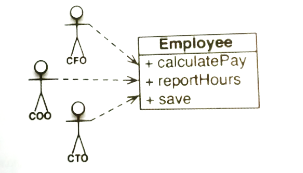 CFO
Employee
+ calculatePay
COO
+ reportHours
+ save
CTO